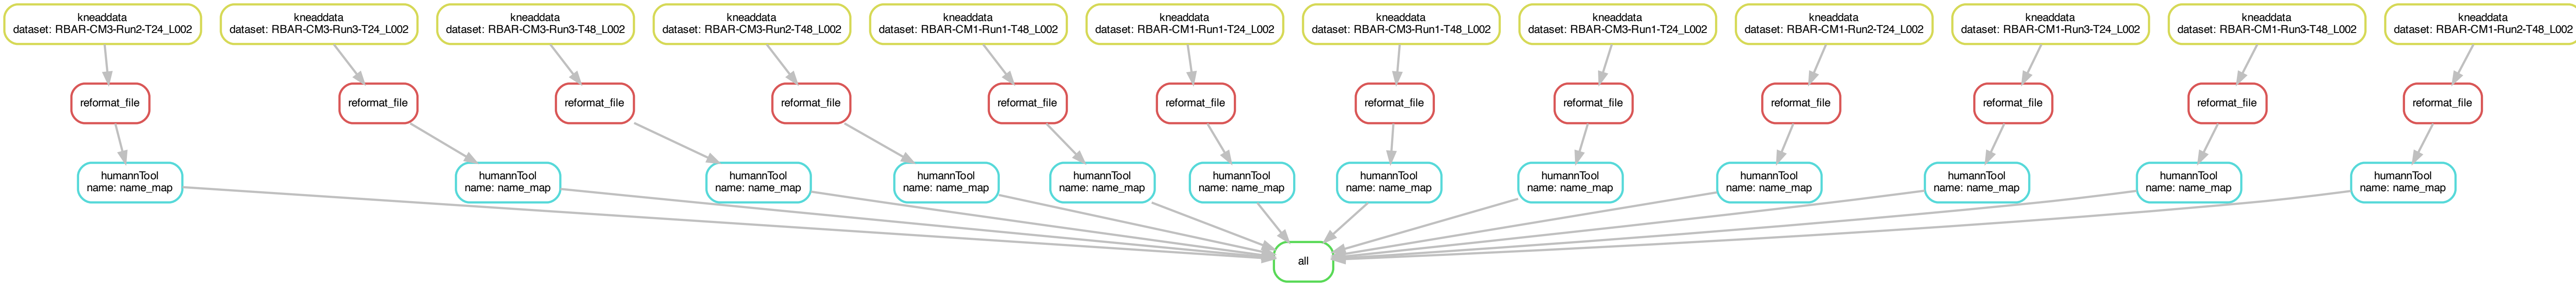 kneaddata
dataset: RBAR-CM3-Run2-T24_L002
kneaddata
dataset: RBAR-CM3-Run3-T24_L002
kneaddata
dataset: RBAR-CM3-Run3-T48_L002
kneaddata
dataset: RBAR-CM3-Run2-T48_L002
kneaddata
dataset: RBAR-CM1-Run1-T48_L002
kneaddata
dataset: RBAR-CM1-Run1-T24_L002
kneaddata
dataset: RBAR-CM3-Run1-T48_L002
kneaddata
dataset: RBAR-CM3-Run1-T24_L002
kneaddata
dataset: RBAR-CM1-Run2-T24_L002
kneaddata
dataset: RBAR-CM1-Run3-T24_L002
kneaddata
dataset: RBAR-CM1-Run3-T48_L002
kneaddata
dataset: RBAR-CM1-Run2-T48_L002
reformat_file
reformat_file
reformat_file
reformat_file
reformat_file
reformat_file
reformat_file
reformat_file
reformat_file
reformat_file
reformat_file
reformat_file
humannTool
name: name_map
humannTool
name: name_map
humannTool
name: name_map
humannTool
name: name_map
humannTool
name: name_map
humannTool
name: name_map
humannTool
name: name_map
humannTool
name: name_map
humannTool
name: name_map
humannTool
name: name_map
humannTool
name: name_map
humannTool
name: name_map
all